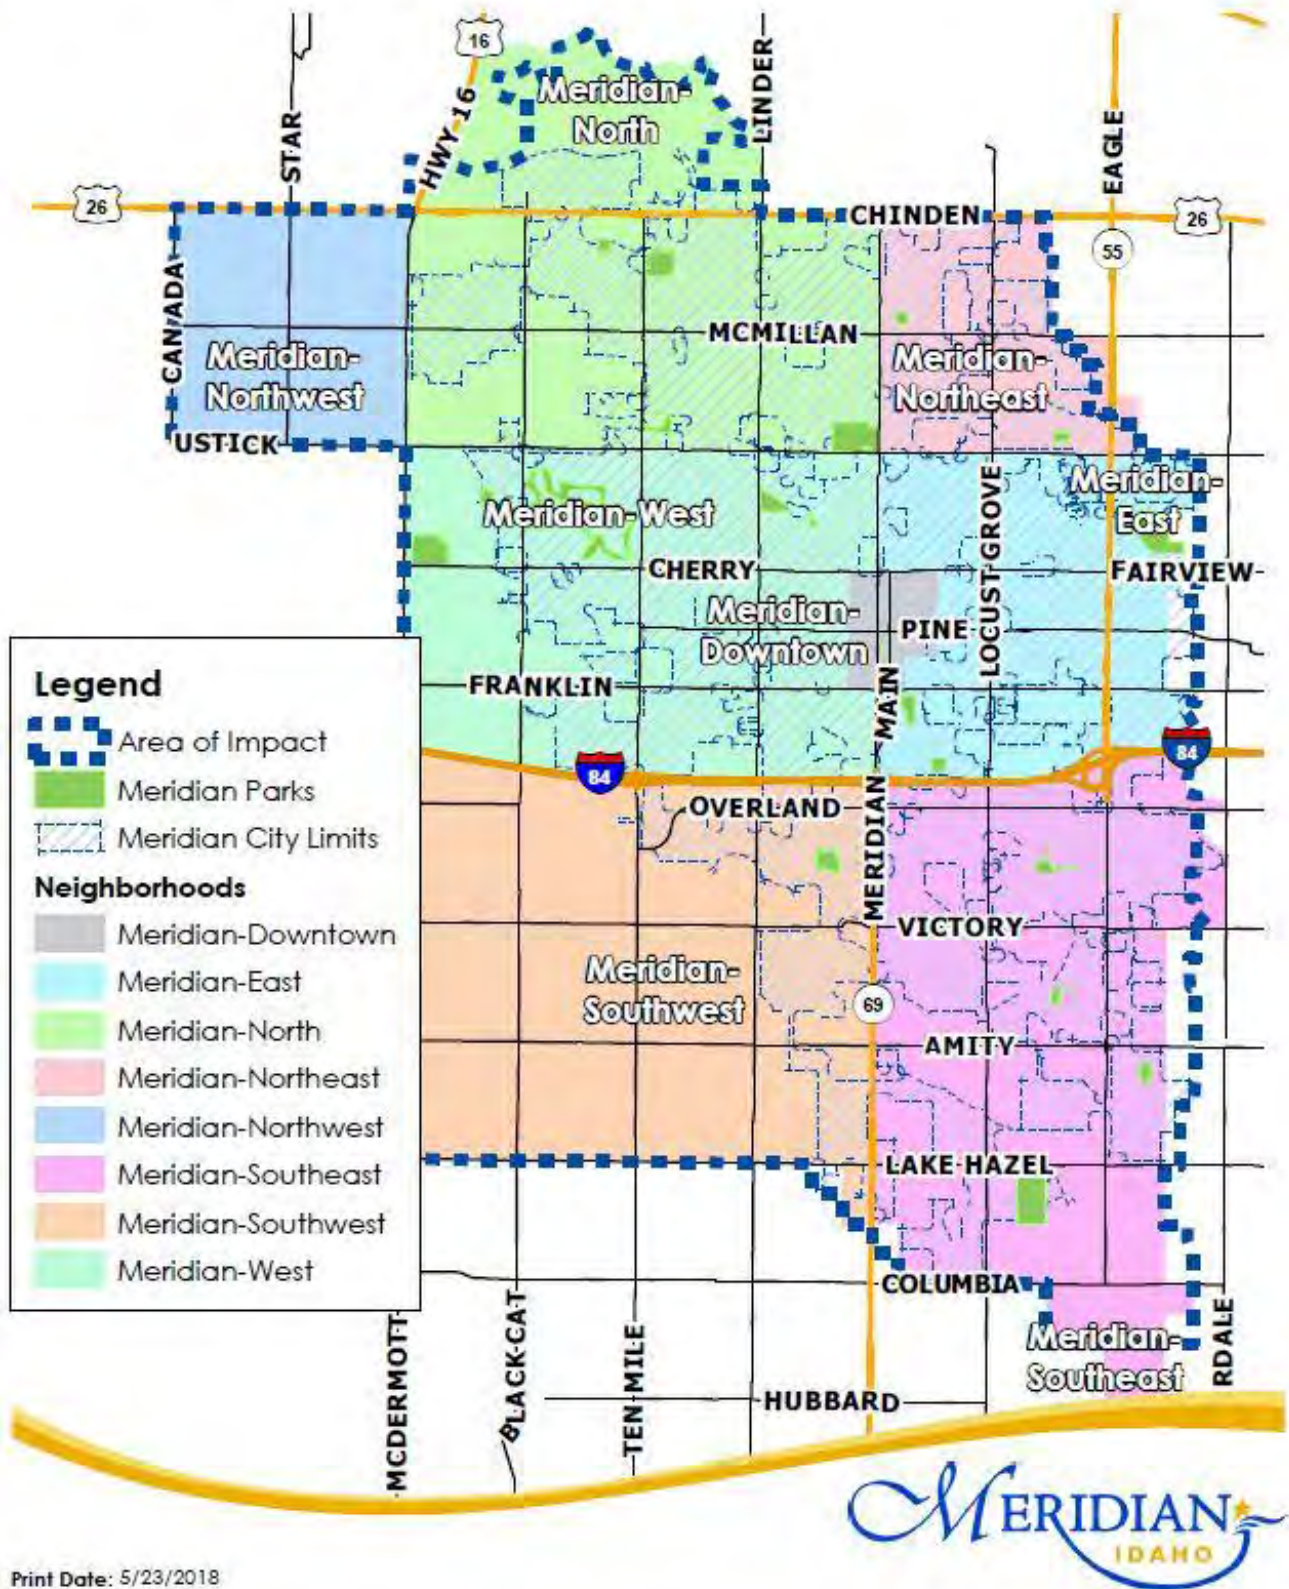 16
Meridian-
North
LINDER
STAR
HWY 16
EAGLE
26
CHINDEN
26
55
CANADA
MCMILLAN
Meridian-
Northwest
Meridian-
Northeast
USTICK
Meridian-West
LOCUST GROVE
Meridian-
East
CHERRY
FAIRVIEW
Meridian-
Downtown
PINE
FRANKLIN
MAIN
84
84
OVERLAND
MERIDIAN
VICTORY
Meridian-
Southwest
69
AMITY
LAKE HAZEL
COLUMBIA
Meridian-
Southeast
RDALE
MCDERMOTT
BLACK CAT
TEN MILE
HUBBARD
Legend
Area of Impact
Meridian Parks
Meridian City Limits
Neighborhoods
Meridian-Downtown
Meridian-East
Meridian-North
Meridian-Northeast
Meridian-Northwest
Meridian-Southeast
Meridian-Southwest
Meridian-West
MERIDIAN
IDAHO
Print Date: 5/23/2018